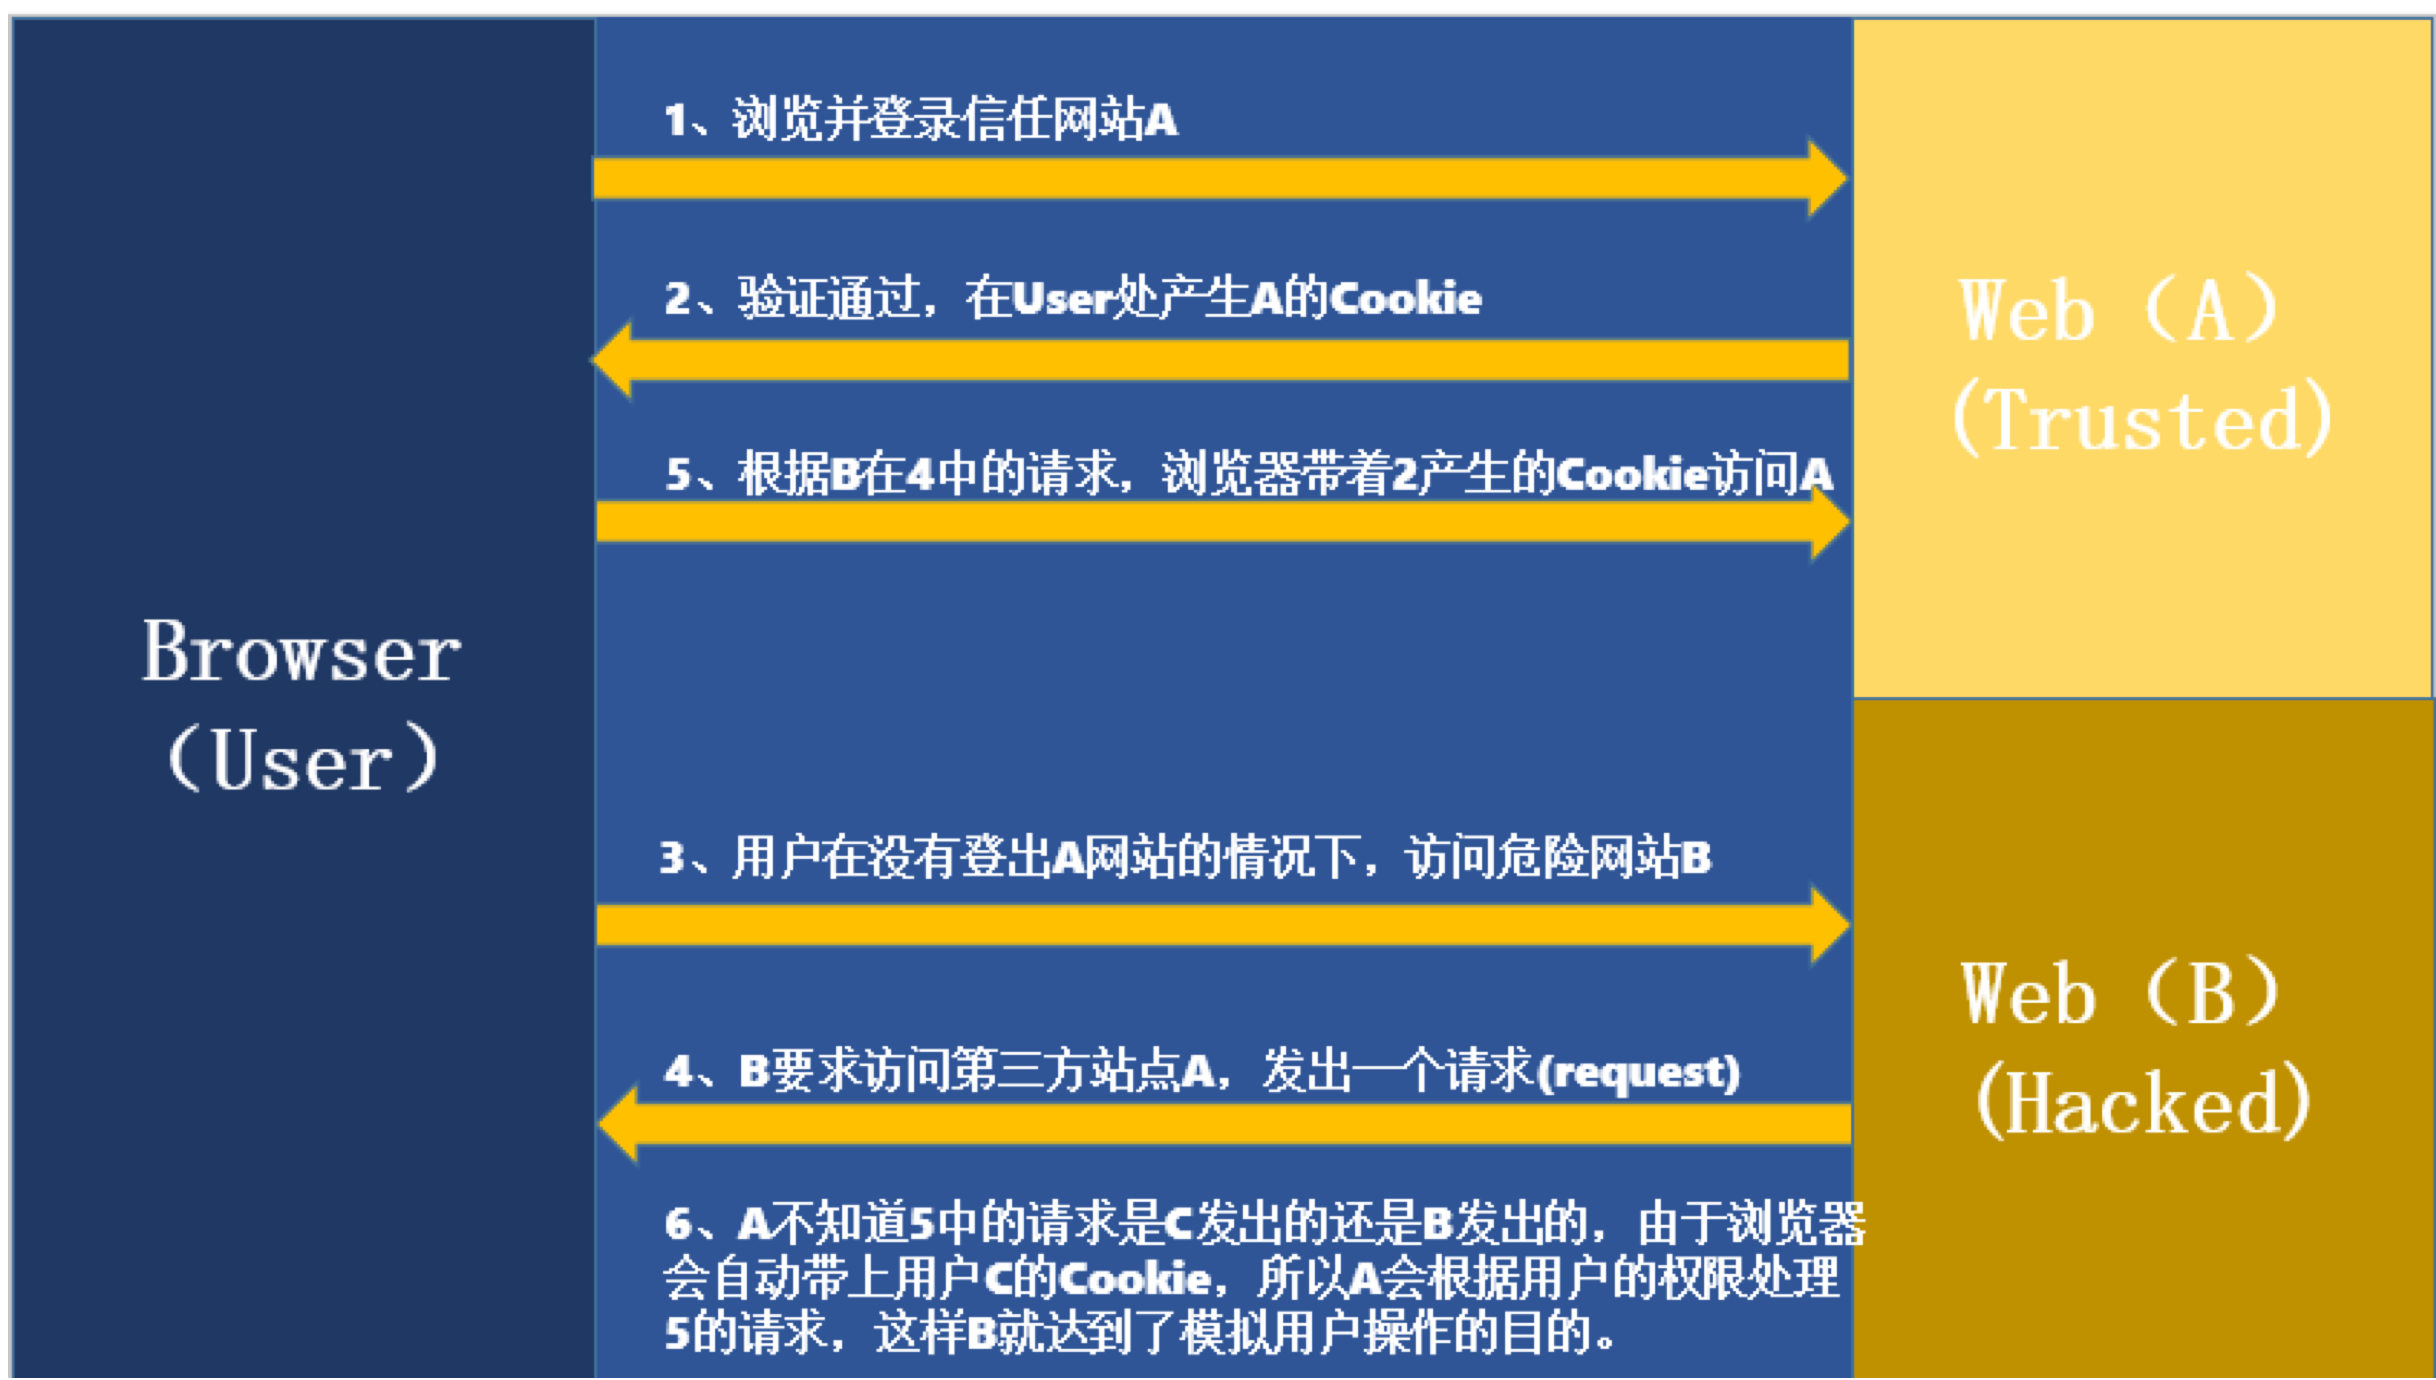 1、浏览并登录信任网站A
2、验证通过，在User处产生A的Cookie
5、根据B在4中的请求，浏览器带着2产生的Cookie访问A
Web（A）
(Trusted)
Browser
（User）
3、用户在没有登出A网站的情况下，访问危险网站B
4、B要求访问第三方站点A，发出一个请求(request)
Web（B）
(Hacked)
6、A不知道5中的请求是C发出的还是B发出的，由于浏览器
会自动带上用户C的Cookie，所以A会根据用户的权限处理
5的请求，这样B就达到了模拟用户操作的目的。